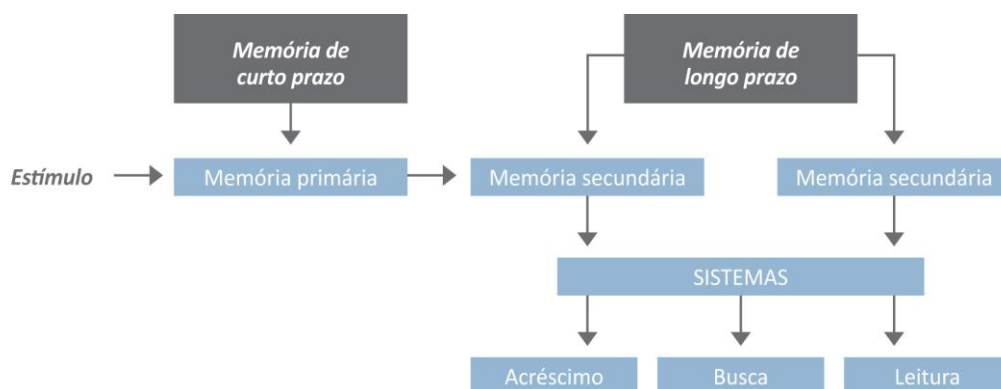 Memória de
curto prazo
Memória de
longo prazo
Estímulo
Memória primária
Memória secundária
Memória secundária
SISTEMAS
Acréscimo
Busca
Leitura